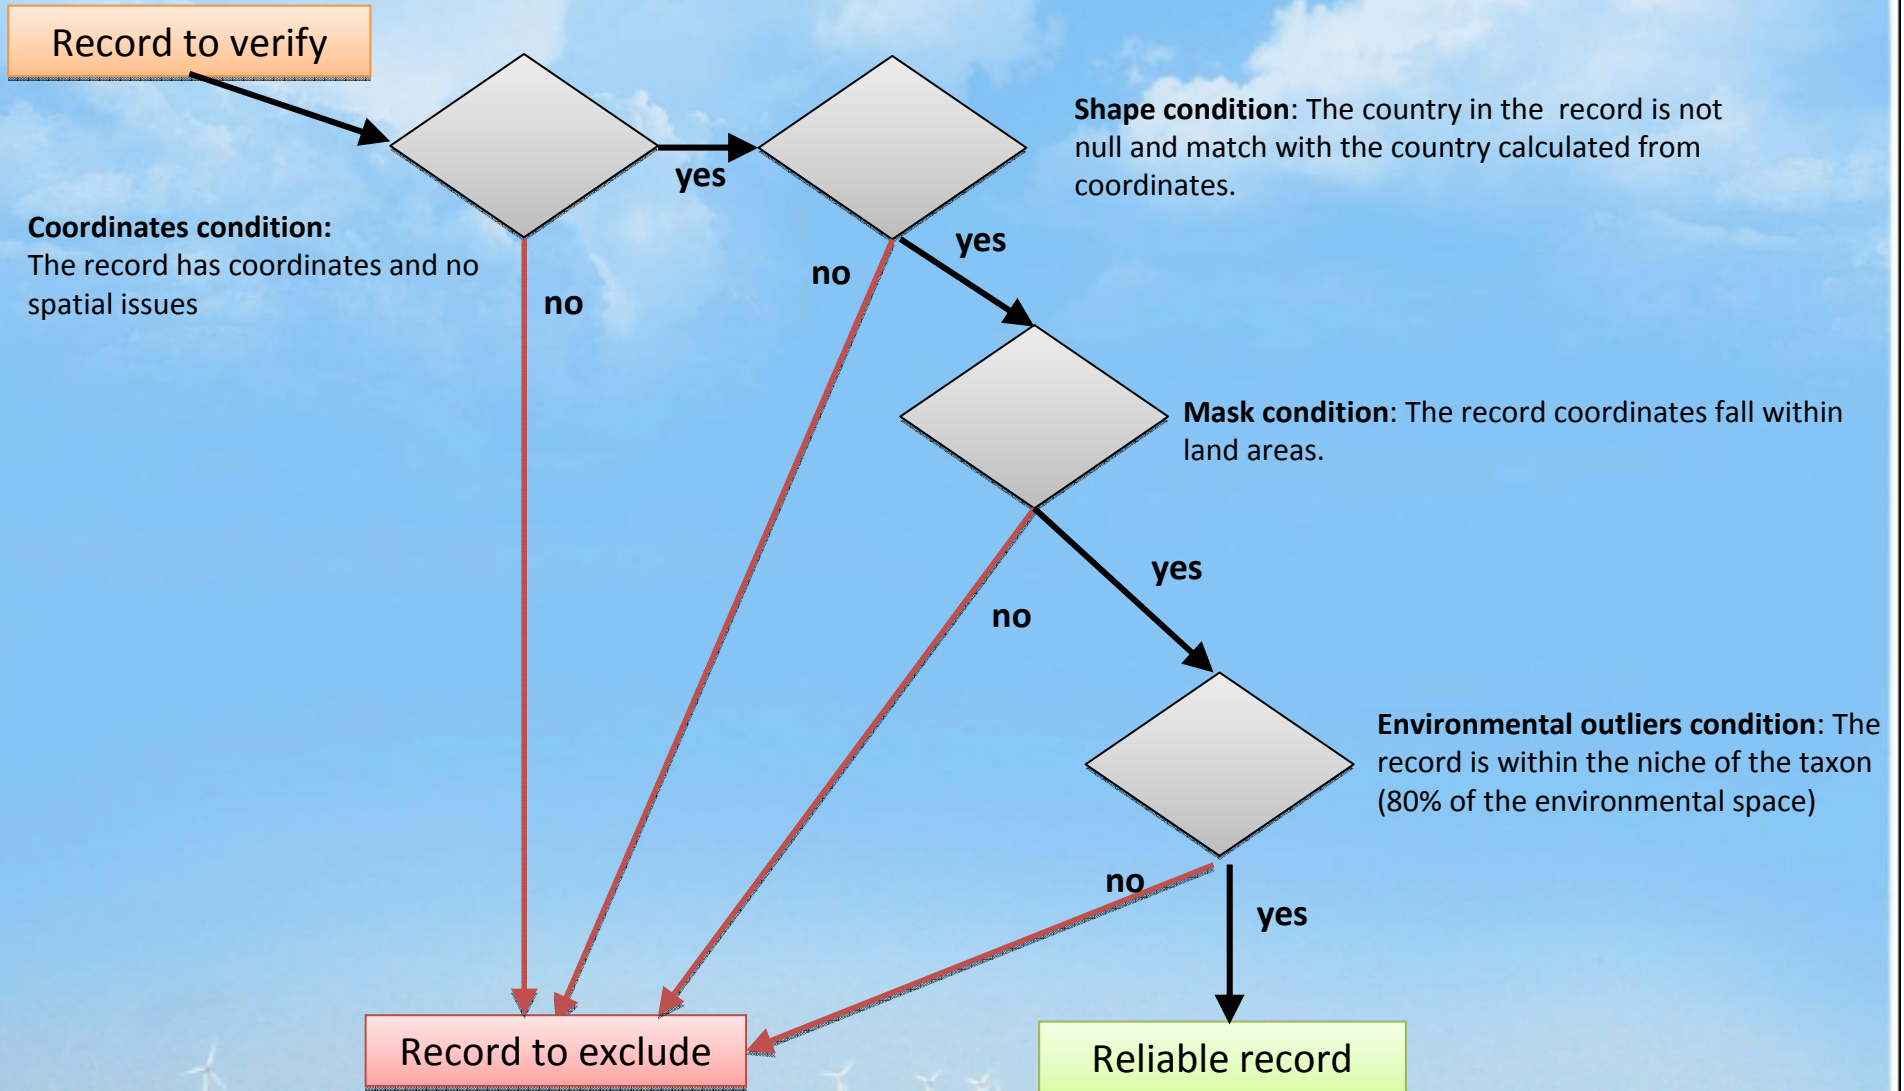 Record to verify
Shape condition: The country in the record is not
null and match with the country calculated from
coordinates.
yes
Coordinates condition:
The record has coordinates and no
spatial issues
yes
no
no
Mask condition: The record coordinates fall within
land areas.
yes
no
Environmental outliers condition: The
record is within the niche of the taxon
(80% of the environmental space)
no
yes
Record to exclude
Reliable record